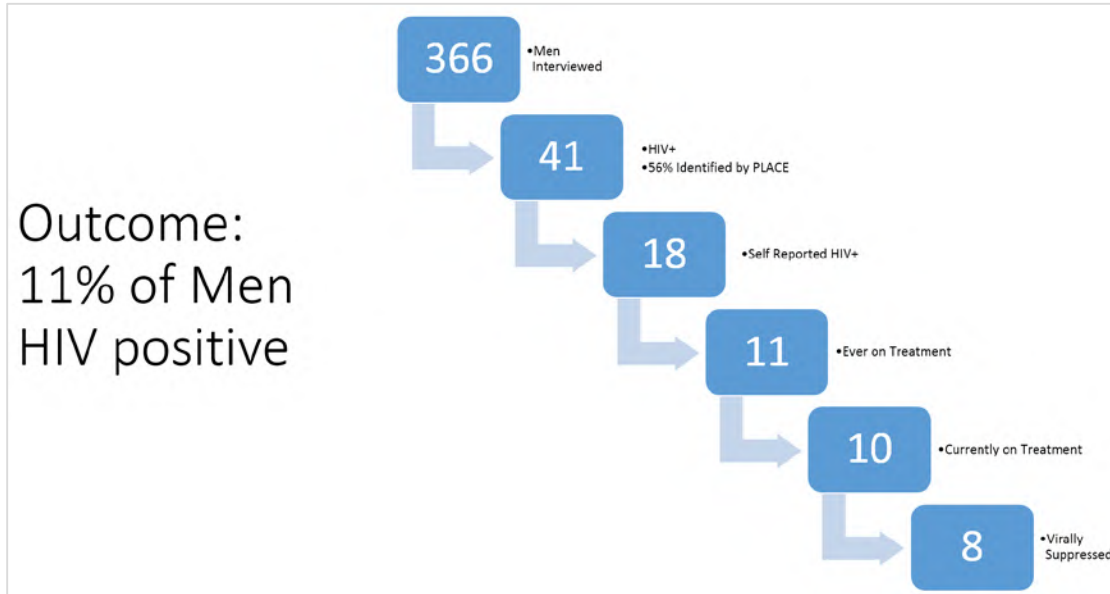 Outcome:
11% of Men
HIV positive
366
•Men
Interviewed
41
•HIV+
•56% Identified by PLACE
18
•Self Reported HIV+
11
•Ever on Treatment
10
•Currently on Treatment
8
•Virally
Suppressed